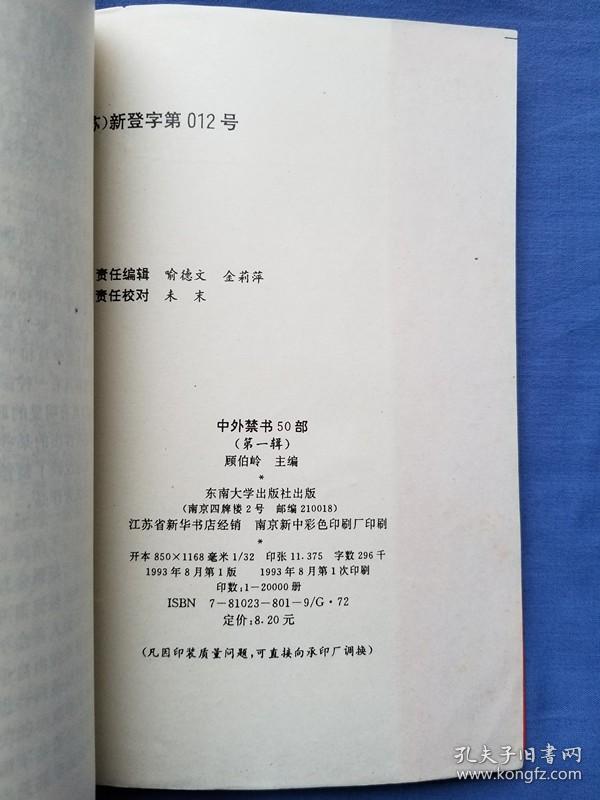 苏)新登字第 012 号
责任编辑 喻德文 金莉萍
责任校对 未 末
中外禁书 50 部
(第一辑)
顾伯岭 主编
*
东南大学出版社出版
(南京四牌楼 2 号 邮编 210018)
江苏省新华书店经销 南京新中彩色印刷厂印刷
*
开本 850×1168 毫米 1/32 印张 11.375 字数 296 千
1993 年 8 月第 1 版 1993 年 8 月第 1 次印刷
印数:1—20000 册
ISBN 7—81023—801—9/G·72
定价:8.20 元
(凡因印装质量问题,可直接向承印厂调换)
孔夫子旧书网
www.kongfz.com